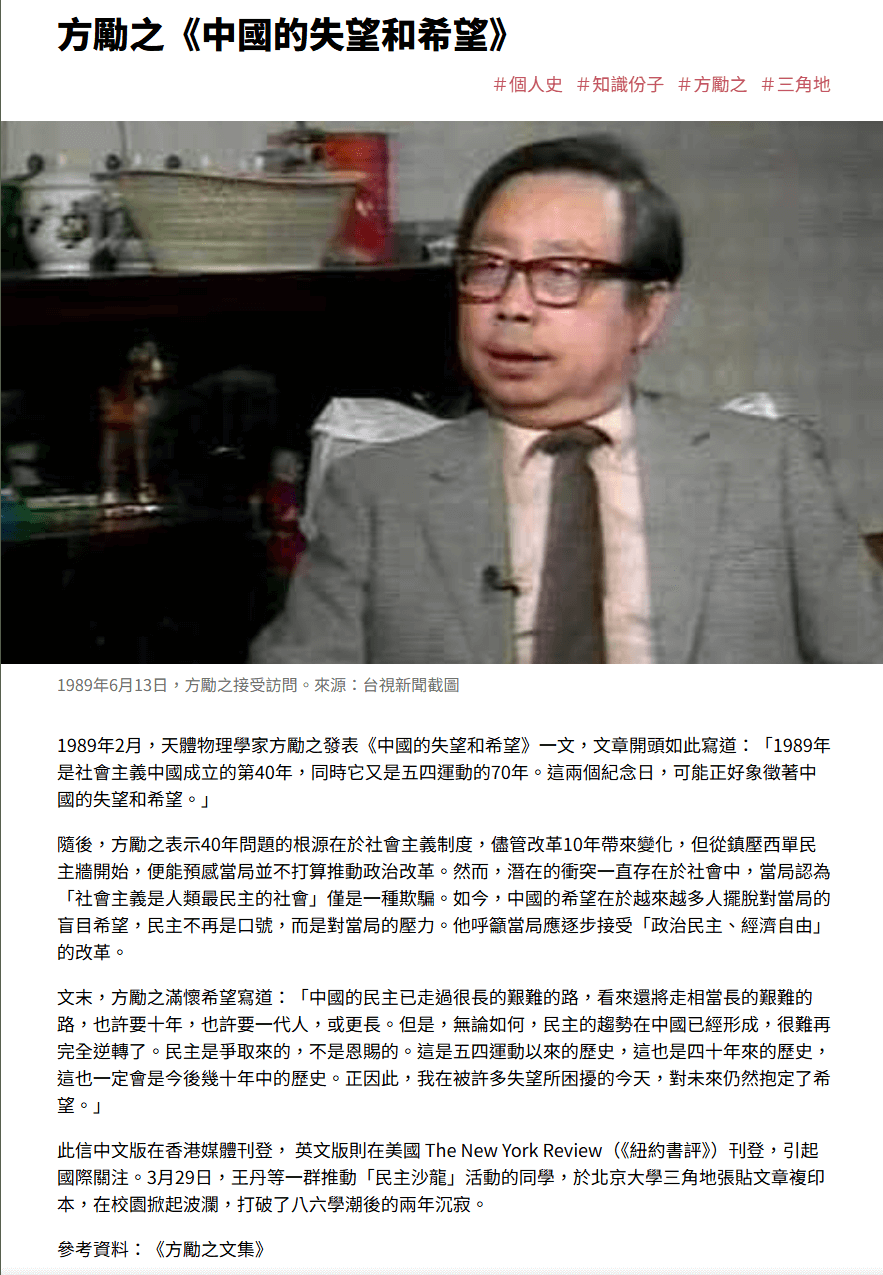 方勵之《中國的失望和希望》
＃個人史 ＃知識份子 ＃方勵之 ＃三角地
1989年6月13日，方勵之接受訪問。來源：台視新聞截圖
1989年2月，天體物理學家方勵之發表《中國的失望和希望》一文，文章開頭如此寫道：「1989年
是社會主義中國成立的第40年，同時它又是五四運動的70年。這兩個紀念日，可能正好象徵著中
國的失望和希望。」
隨後，方勵之表示40年問題的根源在於社會主義制度，儘管改革10年帶來變化，但從鎮壓西單民
主牆開始，便能預感當局並不打算推動政治改革。然而，潛在的衝突一直存在於社會中，當局認為
「社會主義是人類最民主的社會」僅是一種欺騙。如今，中國的希望在於越來越多人擺脫對當局的
盲目希望，民主不再是口號，而是對當局的壓力。他呼籲當局應逐步接受「政治民主、經濟自由」
的改革。
文末，方勵之滿懷希望寫道：「中國的民主已走過很長的艱難的路，看來還將走相當長的艱難的
路，也許要十年，也許要一代人，或更長。但是，無論如何，民主的趨勢在中國已經形成，很難再
完全逆轉了。民主是爭取來的，不是恩賜的。這是五四運動以來的歷史，這也是四十年來的歷史，
這也一定會是今後幾十年中的歷史。正因此，我在被許多失望所困擾的今天，對未來仍然抱定了希
望。」
此信中文版在香港媒體刊登， 英文版則在美國 The New York Review（《紐約書評》）刊登，引起
國際關注。3月29日，王丹等一群推動「民主沙龍」活動的同學，於北京大學三角地張貼文章複印
本，在校園掀起波瀾，打破了八六學潮後的兩年沉寂。
參考資料：《方勵之文集》